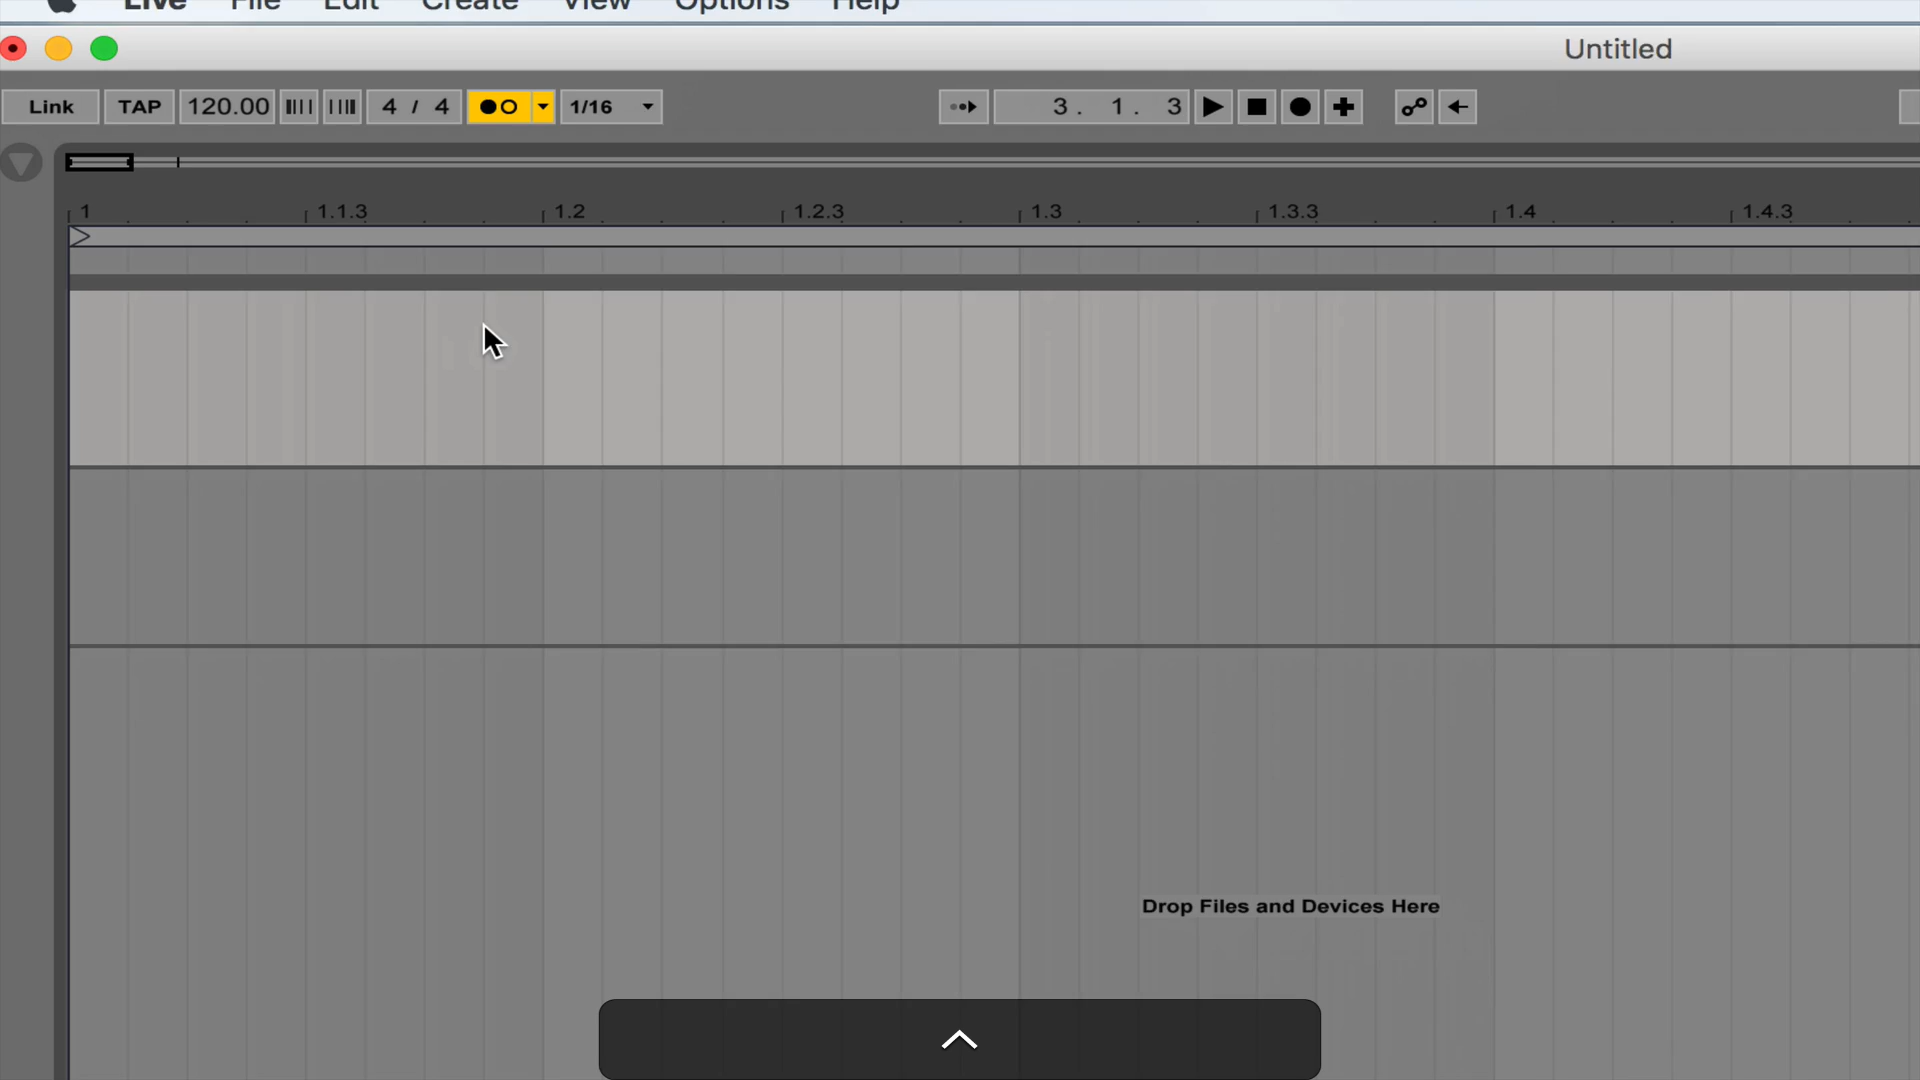 Live File Edit Create View Options Help
Untitled
Link TAP 120.00 4 / 4 1/16 3. 1. 3
1 1.1.3 1.2 1.2.3 1.3 1.3.3 1.4 1.4.3
Drop Files and Devices Here